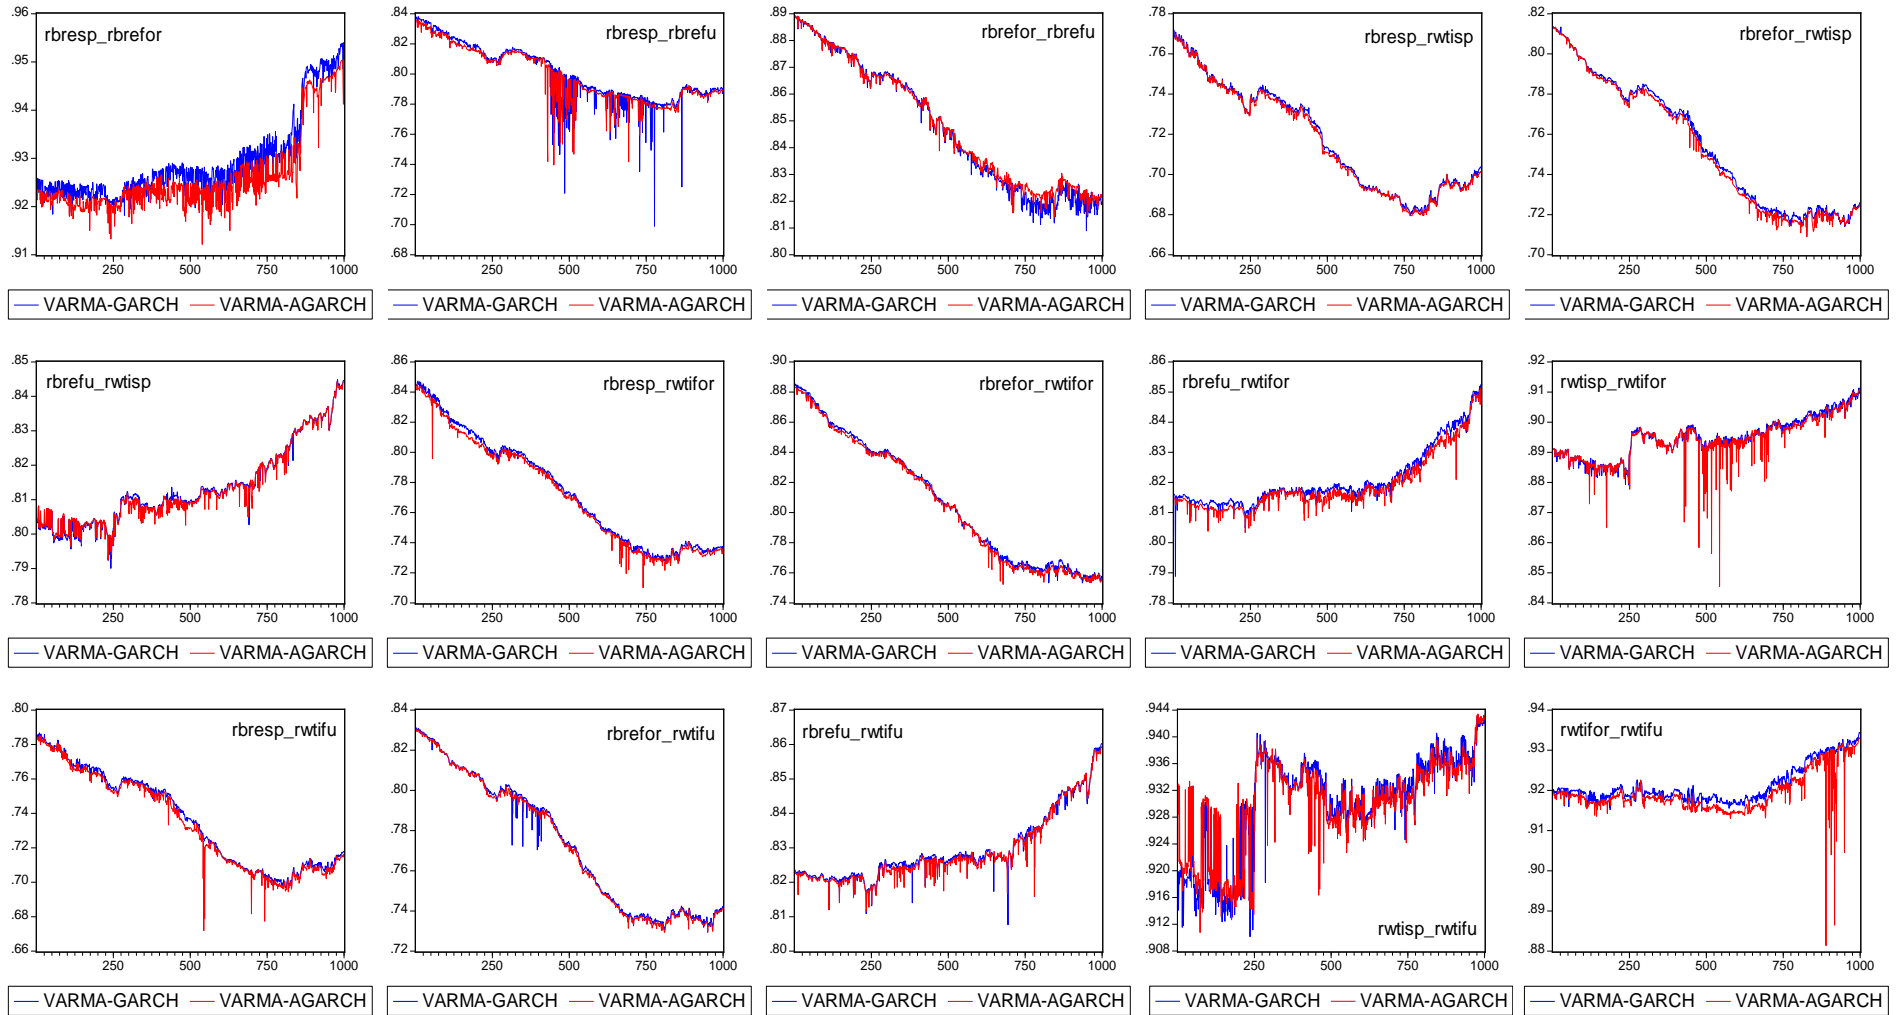 .96
.95
.94
.93
.92
.91
rbresp_rbrefor
250 500 750 1000
VARMA-GARCH VARMA-AGARCH
.84
.82
.80
.78
.76
.74
.72
.70
.68
rbresp_rbrefu
250 500 750 1000
VARMA-GARCH VARMA-AGARCH
.89
.88
.87
.86
.85
.84
.83
.82
.81
.80
rbrefor_rbrefu
250 500 750 1000
VARMA-GARCH VARMA-AGARCH
.78
.76
.74
.72
.70
.68
.66
rbresp_rwtisp
250 500 750 1000
VARMA-GARCH VARMA-AGARCH
.82
.80
.78
.76
.74
.72
.70
rbrefor_rwtisp
250 500 750 1000
VARMA-GARCH VARMA-AGARCH
.85
.84
.83
.82
.81
.80
.79
.78
rbrefu_rwtisp
250 500 750 1000
VARMA-GARCH VARMA-AGARCH
.86
.84
.82
.80
.78
.76
.74
.72
.70
rbresp_rwtifor
250 500 750 1000
VARMA-GARCH VARMA-AGARCH
.90
.88
.86
.84
.82
.80
.78
.76
.74
rbrefor_rwtifor
250 500 750 1000
VARMA-GARCH VARMA-AGARCH
.86
.85
.84
.83
.82
.81
.80
.79
.78
rbrefu_rwtifor
250 500 750 1000
VARMA-GARCH VARMA-AGARCH
.92
.91
.90
.89
.88
.87
.86
.85
.84
rwtisp_rwtifor
250 500 750 1000
VARMA-GARCH VARMA-AGARCH
.80
.78
.76
.74
.72
.70
.68
.66
rbresp_rwtifu
250 500 750 1000
VARMA-GARCH VARMA-AGARCH
.84
.82
.80
.78
.76
.74
.72
rbrefor_rwtifu
250 500 750 1000
VARMA-GARCH VARMA-AGARCH
.87
.86
.85
.84
.83
.82
.81
.80
rbrefu_rwtifu
250 500 750 1000
VARMA-GARCH VARMA-AGARCH
.944
.940
.936
.932
.928
.924
.920
.916
.912
.908
rwtisp_rwtifu
250 500 750 1000
VARMA-GARCH VARMA-AGARCH
.94
.93
.92
.91
.90
.89
.88
rwtifor_rwtifu
250 500 750 1000
VARMA-GARCH VARMA-AGARCH